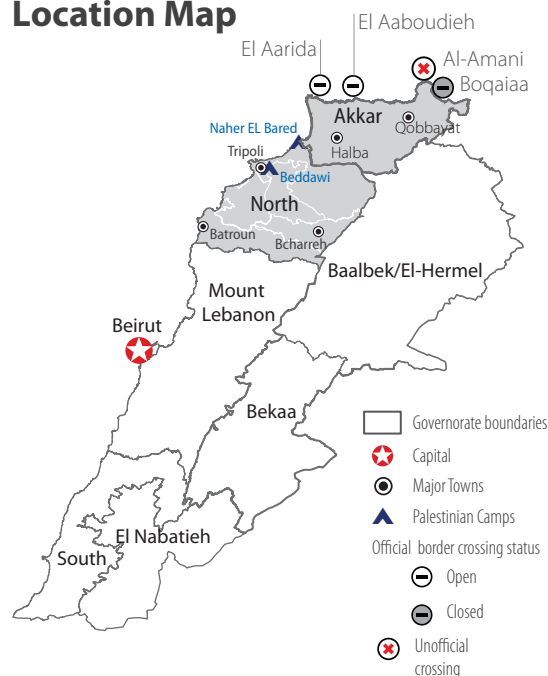 Location Map
El Aaboudieh
El Aarida
Al-Amani
Boqaiaa
Akkar
Qobbayat
Naher EL Bared
Halba
Tripoli
Beddawi
North
Batroun
Bcharreh
Baalbek/El-Hermel
Mount
Lebanon
Beirut
Bekaa
Governorate boundaries
Capital
Major Towns
Palestinian Camps
El Nabatieh
South
Official border crossing status
Open
Closed
Unofficial
crossing